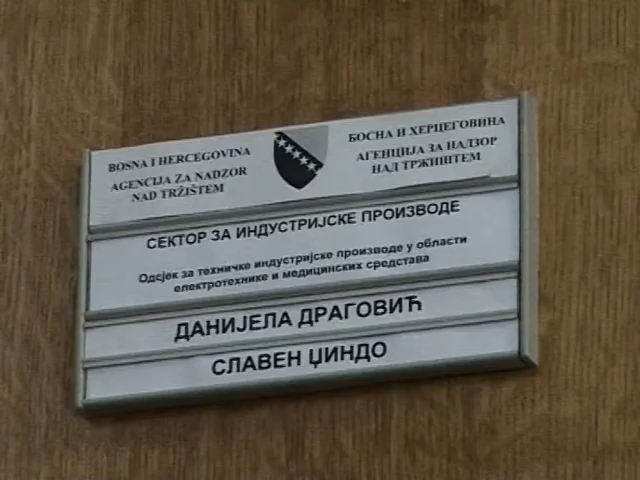 BOSNA I HERCEGOVINA
AGENCIJA ZA NADZOR
NAD TRŽIŠTEM
БОСНА И ХЕРЦЕГОВИНА
АГЕНЦИЈА ЗА НАДЗОР
НАД ТРЖИШТЕМ
СЕКТОР ЗА ИНДУСТРИЈСКЕ ПРОИЗВОДЕ
Одсјек за техничке индустријске производе у области
електротехнике и медицинских средстава
ДАНИЈЕЛА ДРАГОВИЋ
СЛАВЕН ЏИНДО